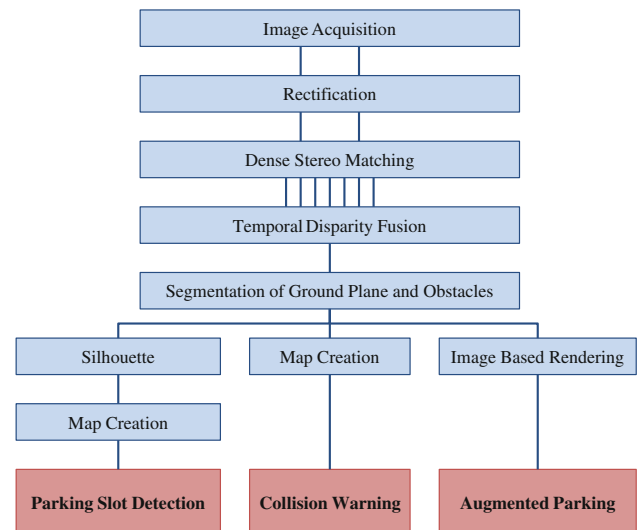 Image Acquisition
Rectification
Dense Stereo Matching
Temporal Disparity Fusion
Segmentation of Ground Plane and Obstacles
Silhouette
Map Creation
Image Based Rendering
Map Creation
Parking Slot Detection
Collision Warning
Augmented Parking